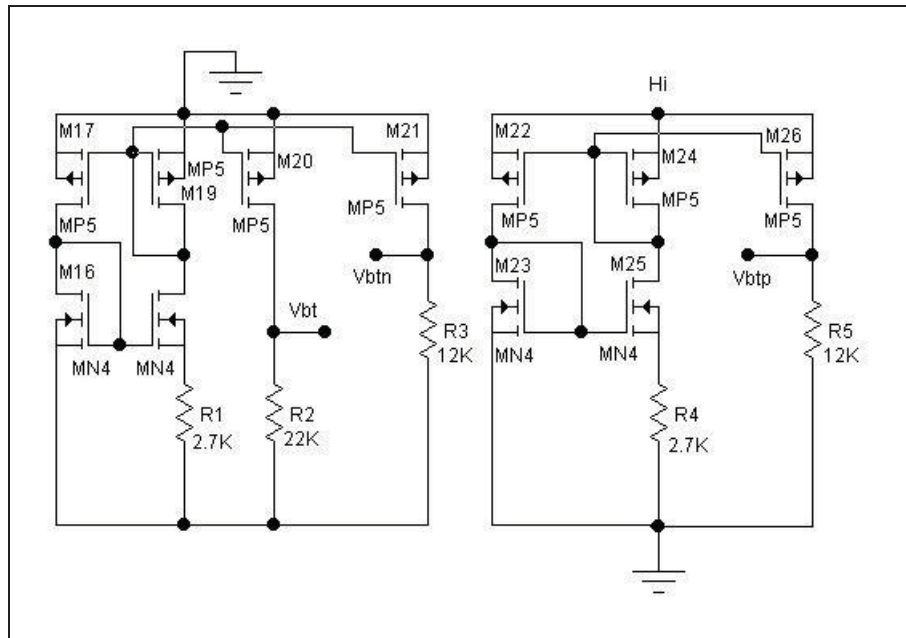 Hi
M17
M21
M22
M26
MP5
M20
M24
M19
MP5
MP5
MP5
MP5
MP5
MP5
M16
Vbtn
M23
M25
Vbtp
Vbt
R3
12K
R5
12K
MN4
MN4
MN4
MN4
R1
2.7K
R2
22K
R4
2.7K